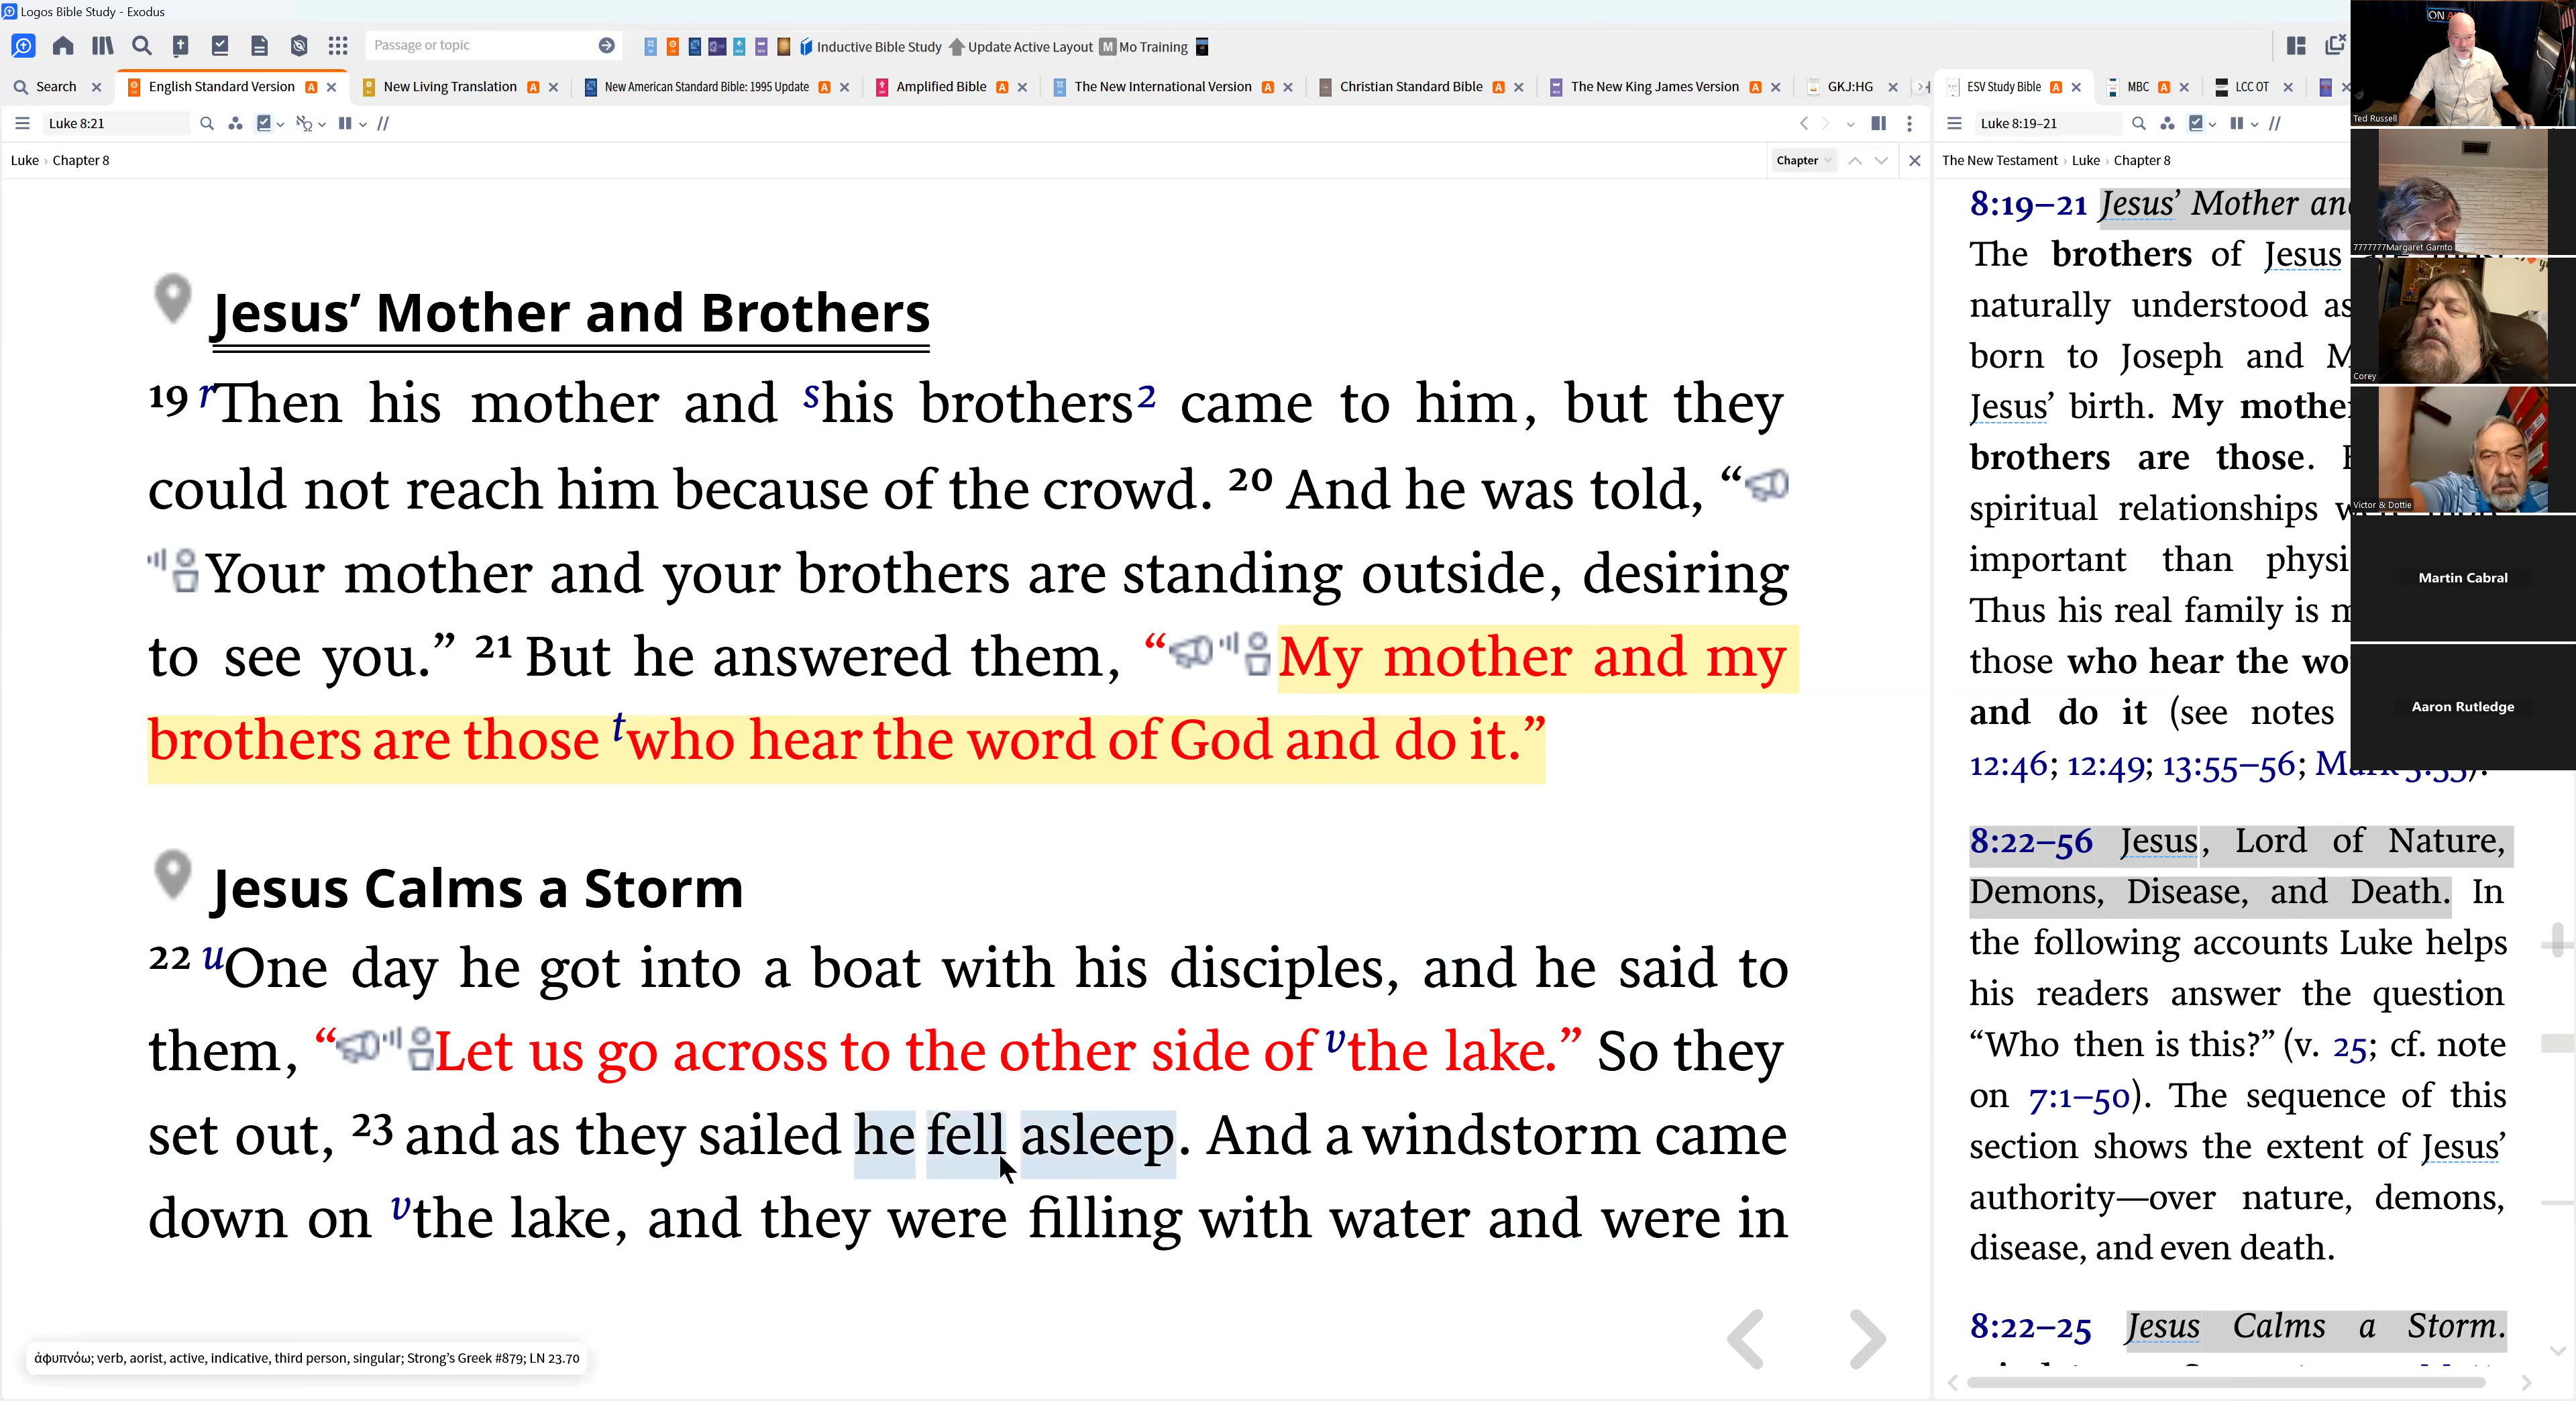 Logos Bible Study - Exodus
Passage or topic
Inductive Bible Study Update Active Layout M Mo Training
Search English Standard Version A New Living Translation A New American Standard Bible: 1995 Update A Amplified Bible A The New International Version A Christian Standard Bible A The New King James Version A GKJ:HG
Luke 8:21
Luke › Chapter 8
Chapter
Jesus’ Mother and Brothers
19 rThen his mother and shis brothers2 came to him, but they
could not reach him because of the crowd. 20 And he was told, “
Your mother and your brothers are standing outside, desiring
to see you.” 21 But he answered them, “My mother and my
brothers are those twho hear the word of God and do it.”
Jesus Calms a Storm
22 uOne day he got into a boat with his disciples, and he said to
them, “Let us go across to the other side of vthe lake.” So they
set out, 23 and as they sailed he fell asleep. And a windstorm came
down on vthe lake, and they were filling with water and were in
ἀφυπνόω; verb, aorist, active, indicative, third person, singular; Strong’s Greek #879; LN 23.70
ESV Study Bible A MBC A LCC OT
Luke 8:19–21
The New Testament › Luke › Chapter 8
8:19–21 Jesus’ Mother
The brothers of Jesus
naturally understood as
born to Joseph and
Jesus’ birth. My
brothers are those.
spiritual relationships
important than
Thus his real family is
those who hear the
and do it (see notes
12:46; 12:49; 13:55–56;
8:22–56 Jesus, Lord of Nature,
Demons, Disease, and Death. In
the following accounts Luke helps
his readers answer the question
“Who then is this?” (v. 25; cf. note
on 7:1–50). The sequence of this
section shows the extent of Jesus’
authority—over nature, demons,
disease, and even death.
8:22–25 Jesus Calms a Storm.
ON
Ted Russell
7777777Margaret Garnto
Corey
Victor & Dottie
Martin Cabral
Aaron Rutledge